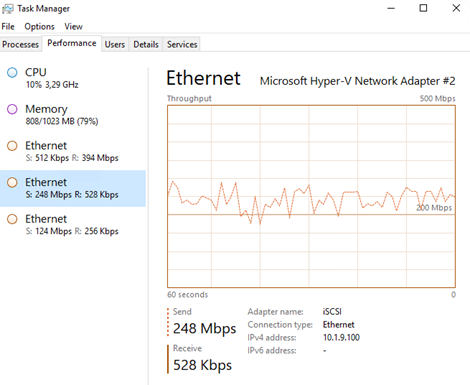 Task Manager
File Options View
Processes Performance Users Details Services
CPU
10% 3,29 GHz
Memory
808/1023 MB (79%)
Ethernet
S: 512 Kbps R: 394 Mbps
Ethernet
S: 248 Mbps R: 528 Kbps
Ethernet
S: 124 Mbps R: 256 Kbps
Ethernet Microsoft Hyper-V Network Adapter #2
Throughput 500 Mbps
200 Mbps
60 seconds 0
Send
248 Mbps
Receive
528 Kbps
Adapter name: iSCSI
Connection type: Ethernet
IPv4 address: 10.1.9.100
IPv6 address: -